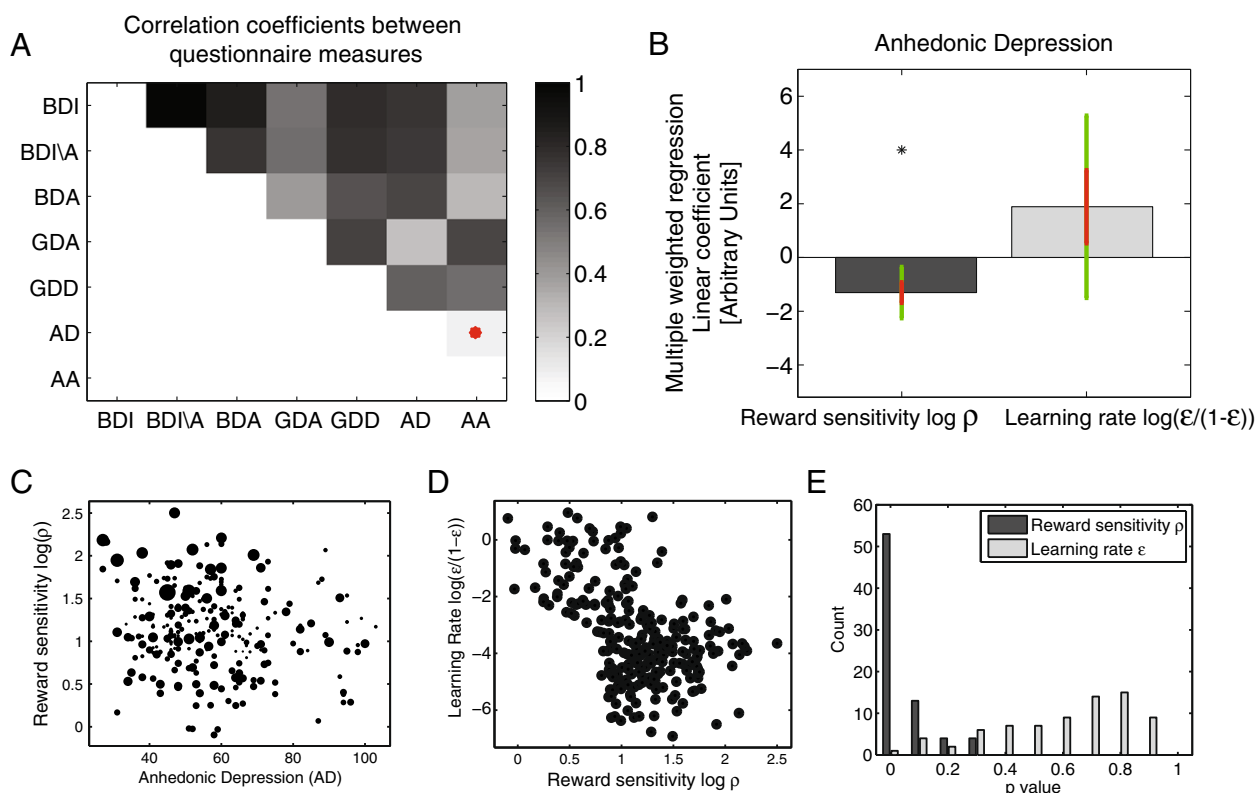 A
Correlation coefficients between
questionnaire measures
BDI
BDI\A
BDA
GDA
GDD
AD
AA
BDI BDI\A BDA GDA GDD AD AA
1
0.8
0.6
0.4
0.2
0
B
Anhedonic Depression
Multiple weighted regression
Linear coefficient
[Arbitrary Units]
6
4
2
0
−2
−4
*
Reward sensitivity log ρ Learning rate log(ε/(1-ε))
C
Reward sensitivity log(ρ)
2.5
2
1.5
1
0.5
0
40 60 80 100
Anhedonic Depression (AD)
D
Learning Rate log(ε/(1−ε))
0
−2
−4
−6
0 0.5 1 1.5 2 2.5
Reward sensitivity log ρ
E
Count
60
50
40
30
20
10
0
Reward sensitivity ρ
Learning rate ε
0 0.2 0.4 0.6 0.8 1
p value